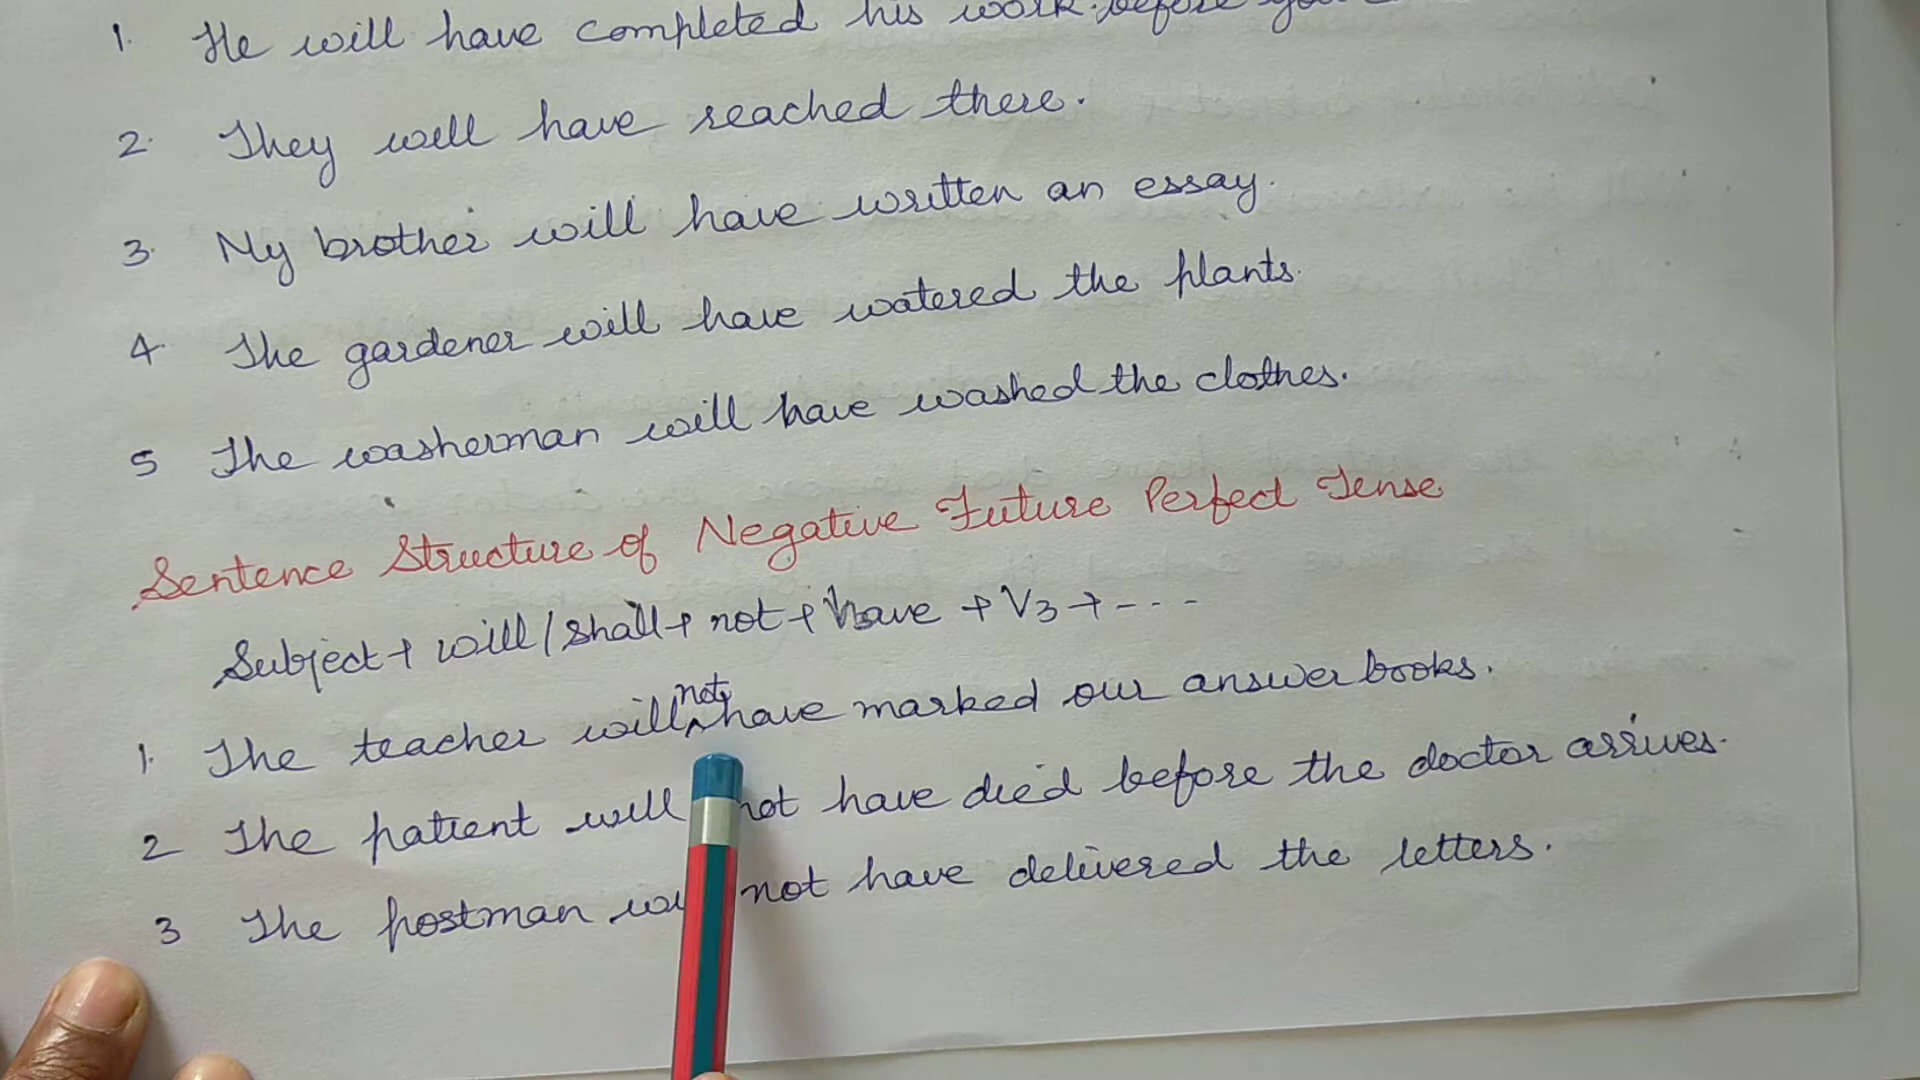 1. He will have completed his work before you
2. They will have reached there.
3. My brother will have written an essay.
4. The gardener will have watered the plants.
5 The washerman will have washed the clothes.
Sentence Structure of Negative Future Perfect Tense
Subject + will / shall + not + have + V3 + - - -
1. The teacher will not have marked our answer books.
2 The patient will not have died before the doctor arrives.
3 The postman will not have delivered the letters.